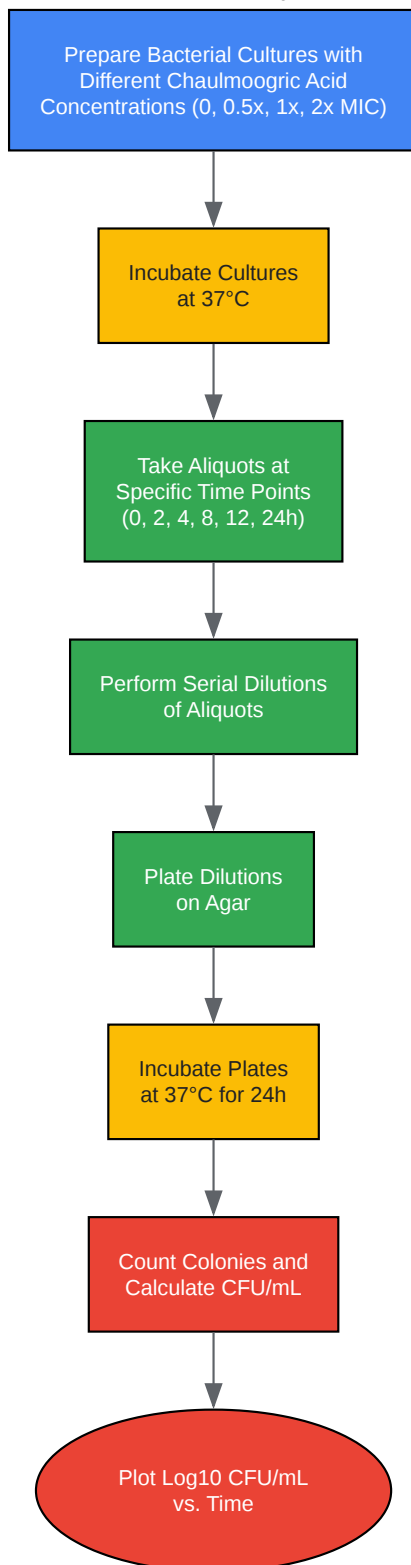 Prepare Bacterial Cultures with
Different Chaulmoogric Acid
Concentrations (0, 0.5x, 1x, 2x MIC)
Incubate Cultures
at 37°C
Take Aliquots at
Specific Time Points
(0, 2, 4, 8, 12, 24h)
Perform Serial Dilutions
of Aliquots
Plate Dilutions
on Agar
Incubate Plates
at 37°C for 24h
Count Colonies and
Calculate CFU/mL
Plot Log10 CFU/mL
vs. Time